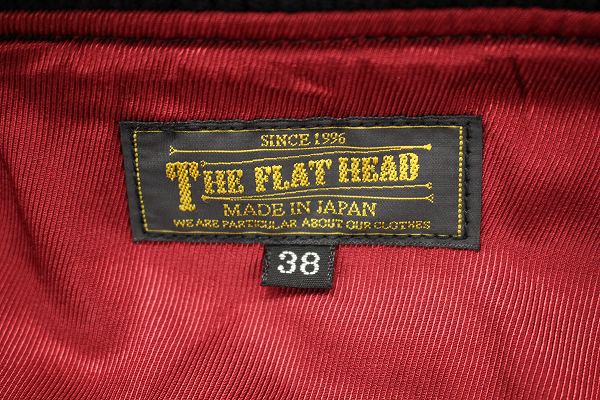 SINCE 1996
THE FLAT HEAD
MADE IN JAPAN
WE ARE PARTICULAR ABOUT OUR CLOTHES
38